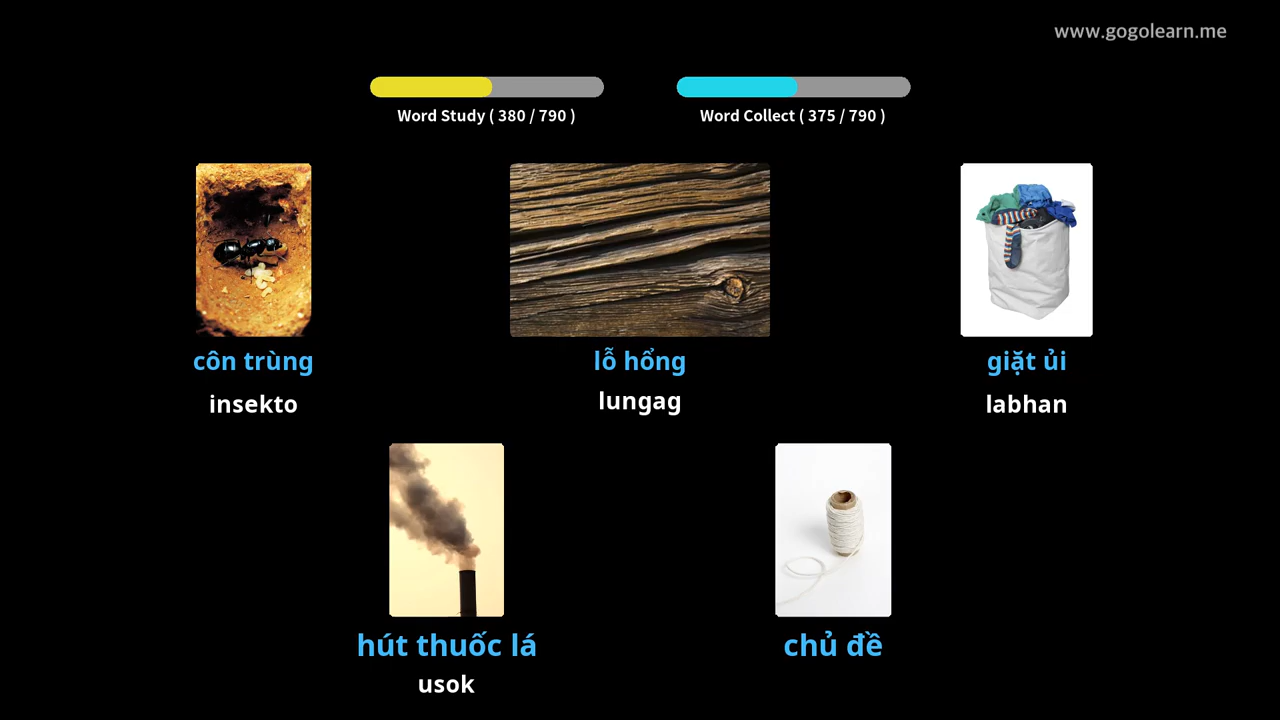 www.gogolearn.me
Word Study ( 380 / 790 )
Word Collect ( 375 / 790 )
côn trùng
insekto
lỗ hổng
lungag
giặt ủi
labhan
hút thuốc lá
usok
chủ đề